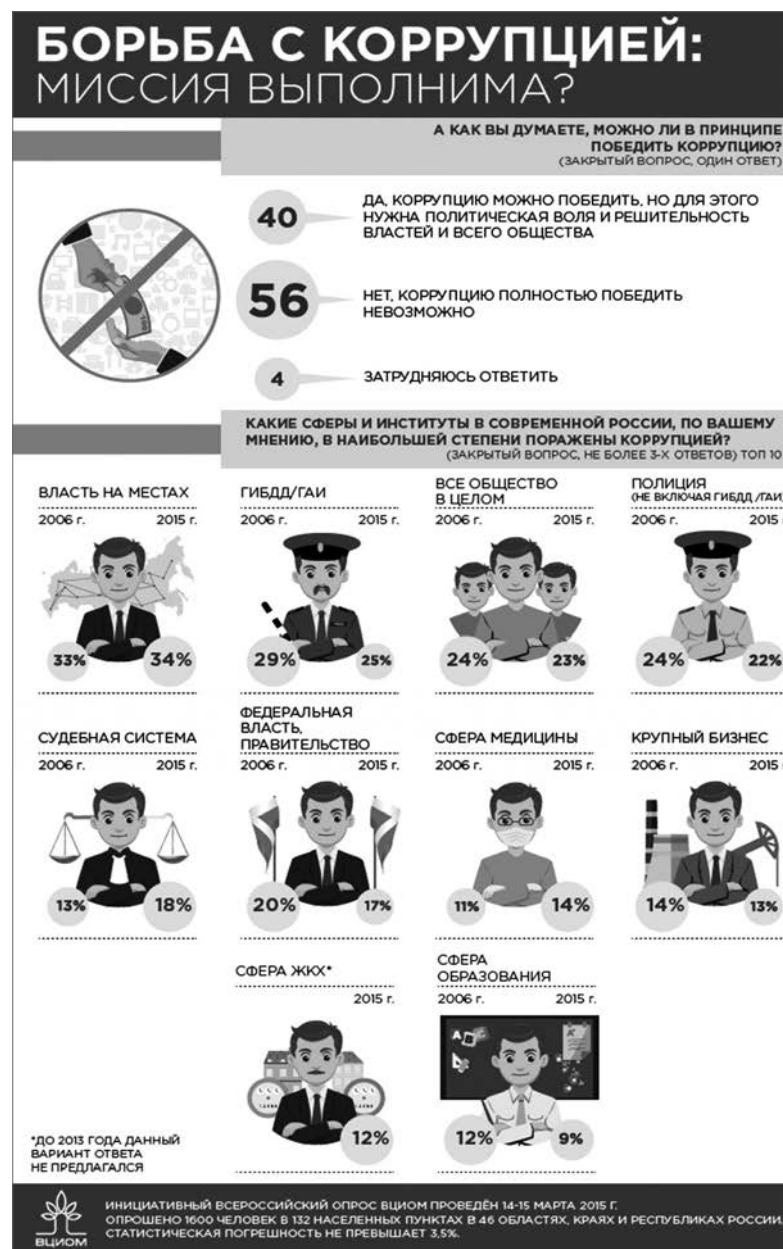 БОРЬБА С КОРРУПЦИЕЙ:
МИССИЯ ВЫПОЛНИМА?
А КАК ВЫ ДУМАЕТЕ, МОЖНО ЛИ В ПРИНЦИПЕ
ПОБЕДИТЬ КОРРУПЦИЮ?
(ЗАКРЫТЫЙ ВОПРОС, ОДИН ОТВЕТ)
40
ДА, КОРРУПЦИЮ МОЖНО ПОБЕДИТЬ, НО ДЛЯ ЭТОГО
НУЖНА ПОЛИТИЧЕСКАЯ ВОЛЯ И РЕШИТЕЛЬНОСТЬ
ВЛАСТЕЙ И ВСЕГО ОБЩЕСТВА
56
НЕТ, КОРРУПЦИЮ ПОЛНОСТЬЮ ПОБЕДИТЬ
НЕВОЗМОЖНО
4
ЗАТРУДНЯЮСЬ ОТВЕТИТЬ
КАКИЕ СФЕРЫ И ИНСТИТУТЫ В СОВРЕМЕННОЙ РОССИИ, ПО ВАШЕМУ
МНЕНИЮ, В НАИБОЛЬШЕЙ СТЕПЕНИ ПОРАЖЕНЫ КОРРУПЦИЕЙ?
(ЗАКРЫТЫЙ ВОПРОС, НЕ БОЛЕЕ 3-Х ОТВЕТОВ) ТОП 10
ВЛАСТЬ НА МЕСТАХ
2006 г. 2015 г.
33% 34%
ГИБДД/ГАИ
2006 г. 2015 г.
29% 25%
ВСЕ ОБЩЕСТВО
В ЦЕЛОМ
2006 г. 2015 г.
24% 23%
ПОЛИЦИЯ
(НЕ ВКЛЮЧАЯ ГИБДД /ГАИ)
2006 г. 2015 г
24% 22%
СУДЕБНАЯ СИСТЕМА
2006 г. 2015 г.
13% 18%
ФЕДЕРАЛЬНАЯ
ВЛАСТЬ,
ПРАВИТЕЛЬСТВО
2006 г. 2015 г.
20% 17%
СФЕРА МЕДИЦИНЫ
2006 г. 2015 г.
11% 14%
КРУПНЫЙ БИЗНЕС
2006 г. 2015 г
14% 13%
СФЕРА ЖКХ*
2015 г.
12%
СФЕРА
ОБРАЗОВАНИЯ
2006 г. 2015 г.
A B C
12% 9%
*ДО 2013 ГОДА ДАННЫЙ
ВАРИАНТ ОТВЕТА
НЕ ПРЕДЛАГАЛСЯ
ВЦИОМ
ИНИЦИАТИВНЫЙ ВСЕРОССИЙСКИЙ ОПРОС ВЦИОМ ПРОВЕДЁН 14-15 МАРТА 2015 Г.
ОПРОШЕНО 1600 ЧЕЛОВЕК В 132 НАСЕЛЕННЫХ ПУНКТАХ В 46 ОБЛАСТЯХ, КРАЯХ И РЕСПУБЛИКАХ РОССИИ.
СТАТИСТИЧЕСКАЯ ПОГРЕШНОСТЬ НЕ ПРЕВЫШАЕТ 3,5%.